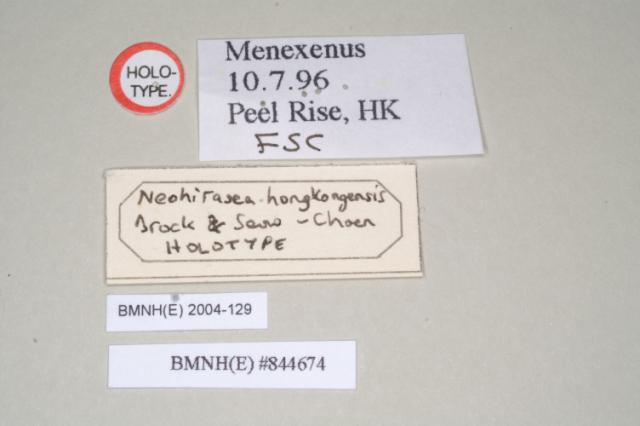 HOLO-
TYPE.
Menexenus
10.7.96
Peel Rise, HK
FSC
Neohirasea hongkongensis
Brock & Seow-Choen
HOLOTYPE
BMNH(E) 2004-129
BMNH(E) #844674